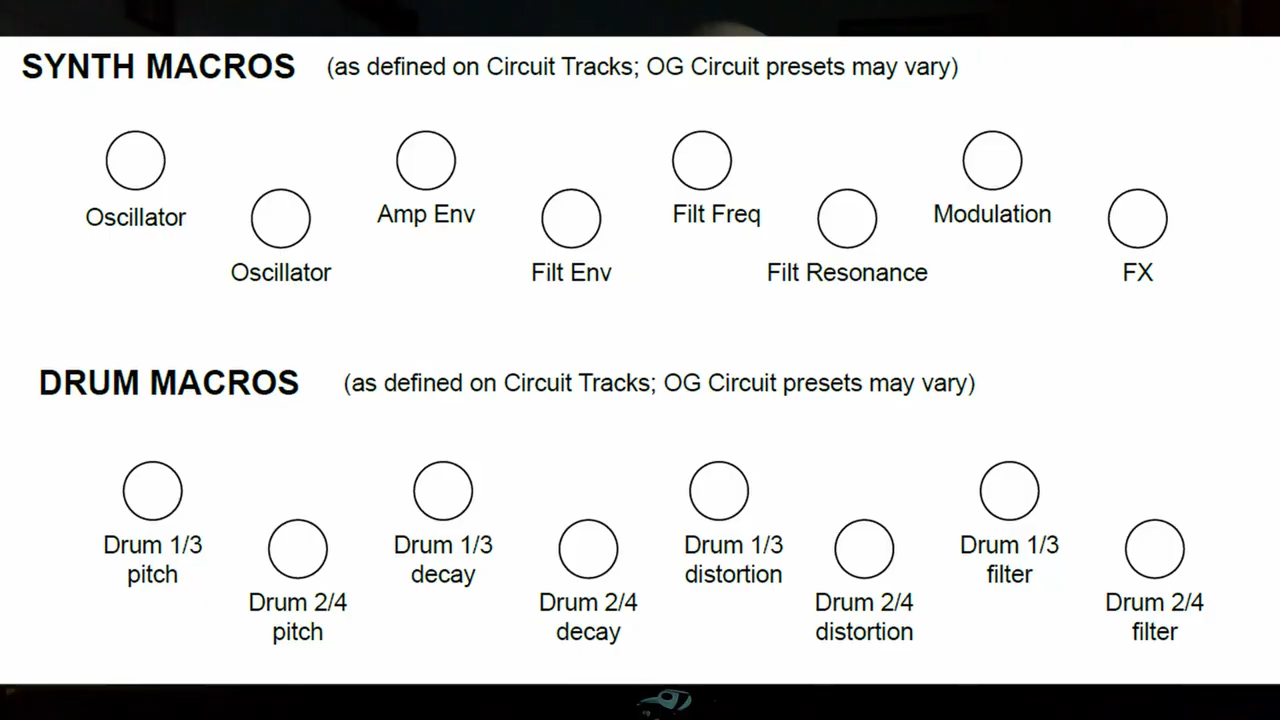 SYNTH MACROS (as defined on Circuit Tracks; OG Circuit presets may vary)
Oscillator
Oscillator
Amp Env
Filt Env
Filt Freq
Filt Resonance
Modulation
FX
DRUM MACROS (as defined on Circuit Tracks; OG Circuit presets may vary)
Drum 1/3
pitch
Drum 2/4
pitch
Drum 1/3
decay
Drum 2/4
decay
Drum 1/3
distortion
Drum 2/4
distortion
Drum 1/3
filter
Drum 2/4
filter